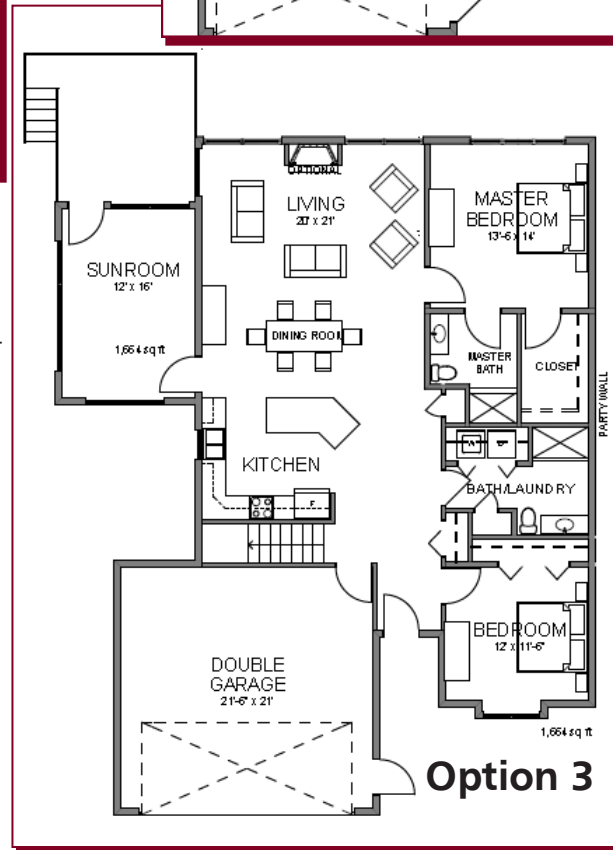 OPTIONAL
LIVING
20' x 21'
MASTER
BEDROOM
13'-6 x 14'
SUNROOM
12' x 16'
1,664 sq ft
DINING ROOM
MASTER
BATH
CLOSET
PARTY WALL
KITCHEN
F
BATH/LAUNDRY
BEDROOM
12' x 11'-6"
DOUBLE
GARAGE
21'-6" x 21'
1,664 sq ft
Option 3